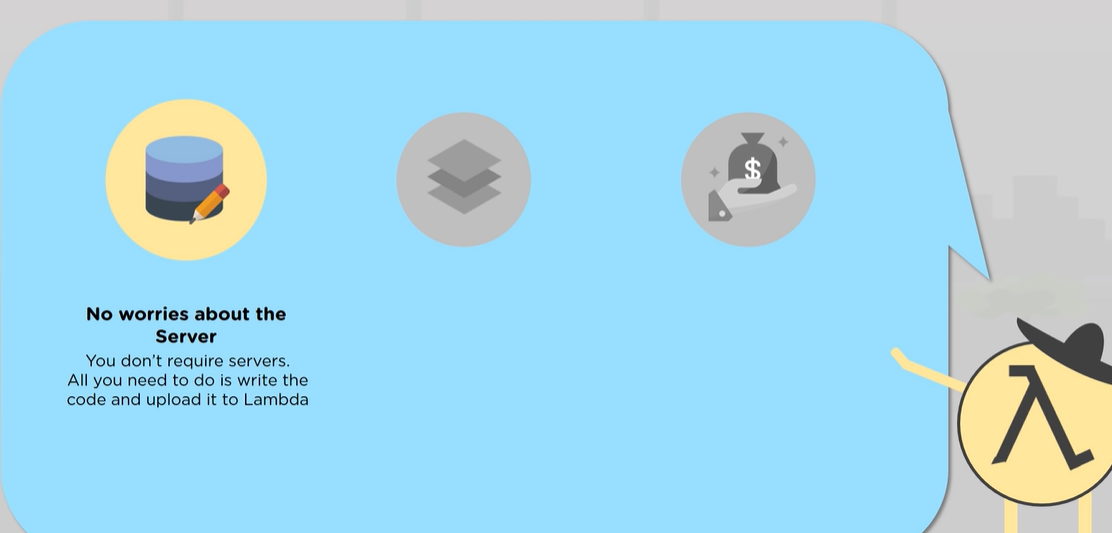 $
No worries about the
Server
You don't require servers.
All you need to do is write the
code and upload it to Lambda
λ